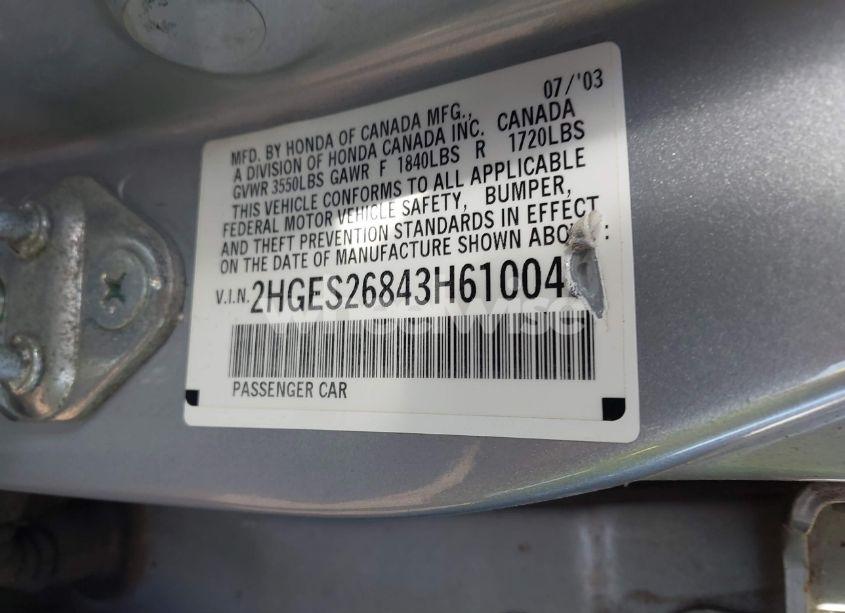 07/'03
MFD. BY HONDA OF CANADA MFG.,
A DIVISION OF HONDA CANADA INC. CANADA
GVWR 3550LBS GAWR F 1840LBS R 1720LBS
THIS VEHICLE CONFORMS TO ALL APPLICABLE
FEDERAL MOTOR VEHICLE SAFETY, BUMPER,
AND THEFT PREVENTION STANDARDS IN EFFECT
ON THE DATE OF MANUFACTURE SHOWN
V.I.N.
PASSENGER CAR